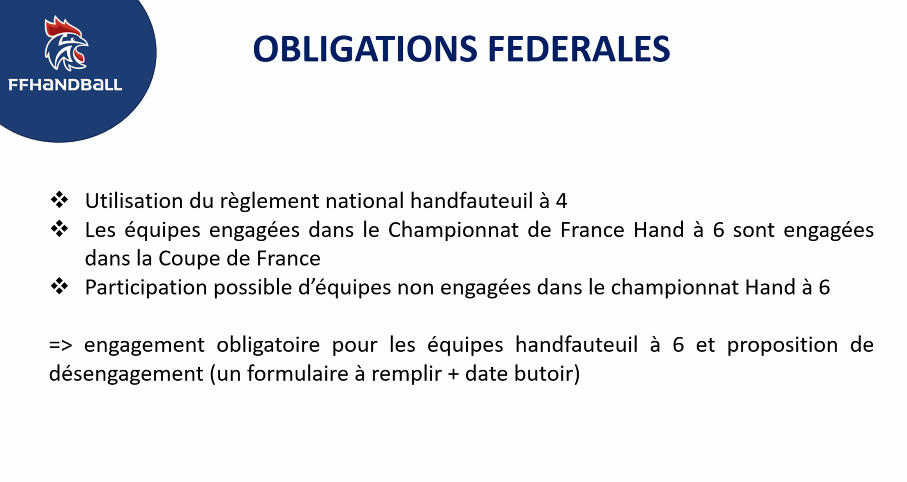 FFHANDBALL
OBLIGATIONS FEDERALES
❖ Utilisation du règlement national handfauteuil à 4
❖ Les équipes engagées dans le Championnat de France Hand à 6 sont engagées
dans la Coupe de France
❖ Participation possible d’équipes non engagées dans le championnat Hand à 6
=> engagement obligatoire pour les équipes handfauteuil à 6 et proposition de
désengagement (un formulaire à remplir + date butoir)